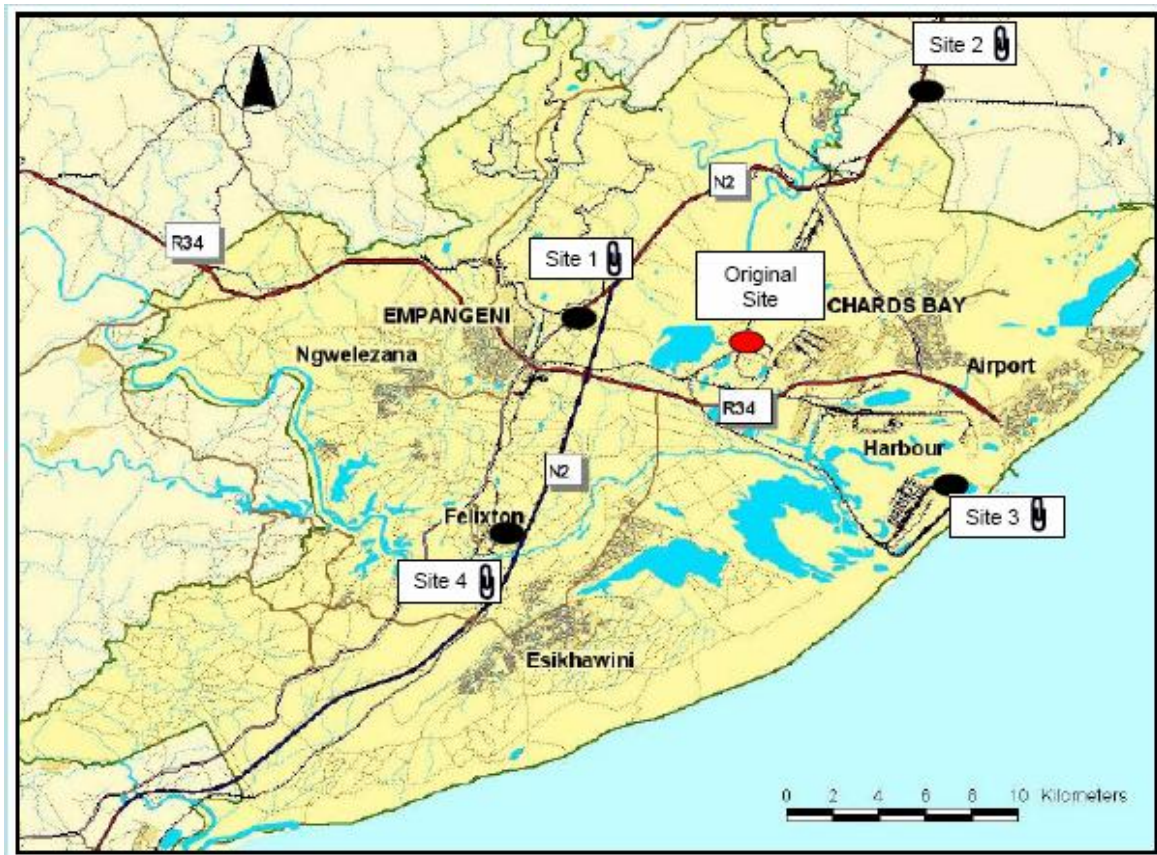 Site 2
N2
R34
Site 1
Original
Site
EMPANGENI
CHARDS BAY
Ngwelezana
Airport
R34
Harbour
N2
Felixton
Site 3
Site 4
Esikhawini
0 2 4 6 8 10 Kilometers